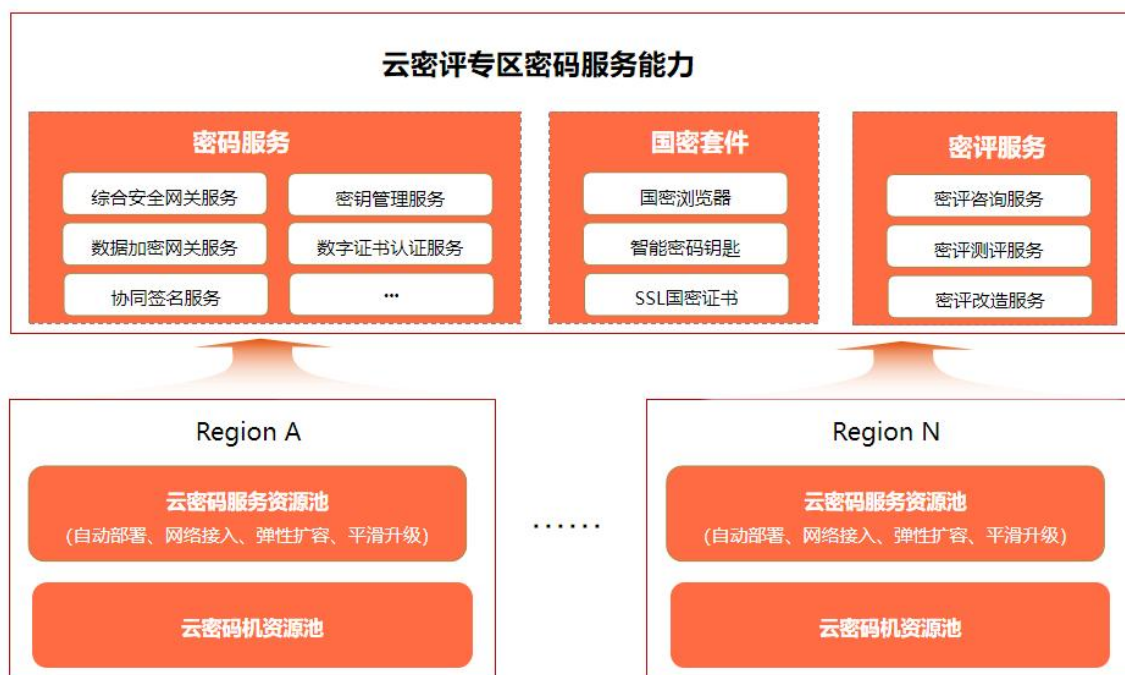 云密评专区密码服务能力
密码服务
综合安全网关服务
密钥管理服务
数据加密网关服务
数字证书认证服务
协同签名服务
...
国密套件
国密浏览器
智能密码钥匙
SSL国密证书
密评服务
密评咨询服务
密评测评服务
密评改造服务
Region A
云密码服务资源池
(自动部署、网络接入、弹性扩容、平滑升级)
云密码机资源池
......
Region N
云密码服务资源池
(自动部署、网络接入、弹性扩容、平滑升级)
云密码机资源池